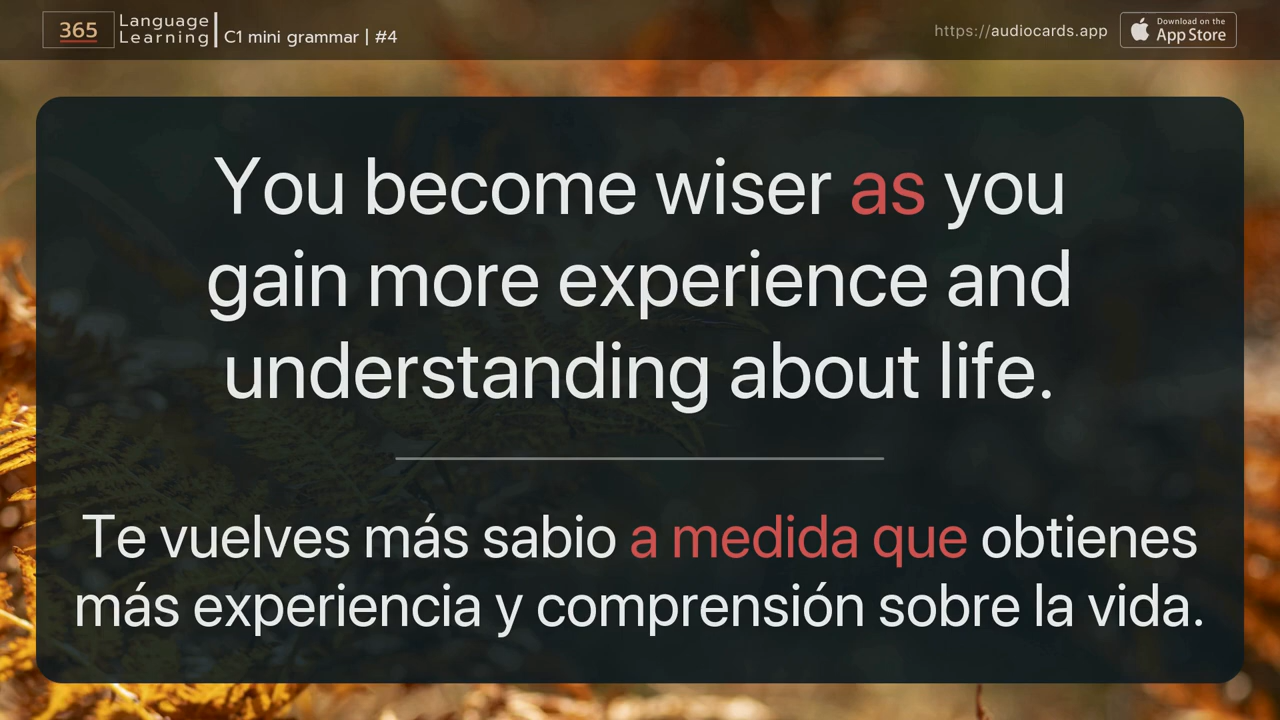 365
Language
Learning
C1 mini grammar | #4
https://audiocards.app
Download on the
App Store
You become wiser as you
gain more experience and
understanding about life.
Te vuelves más sabio a medida que obtienes
más experiencia y comprensión sobre la vida.